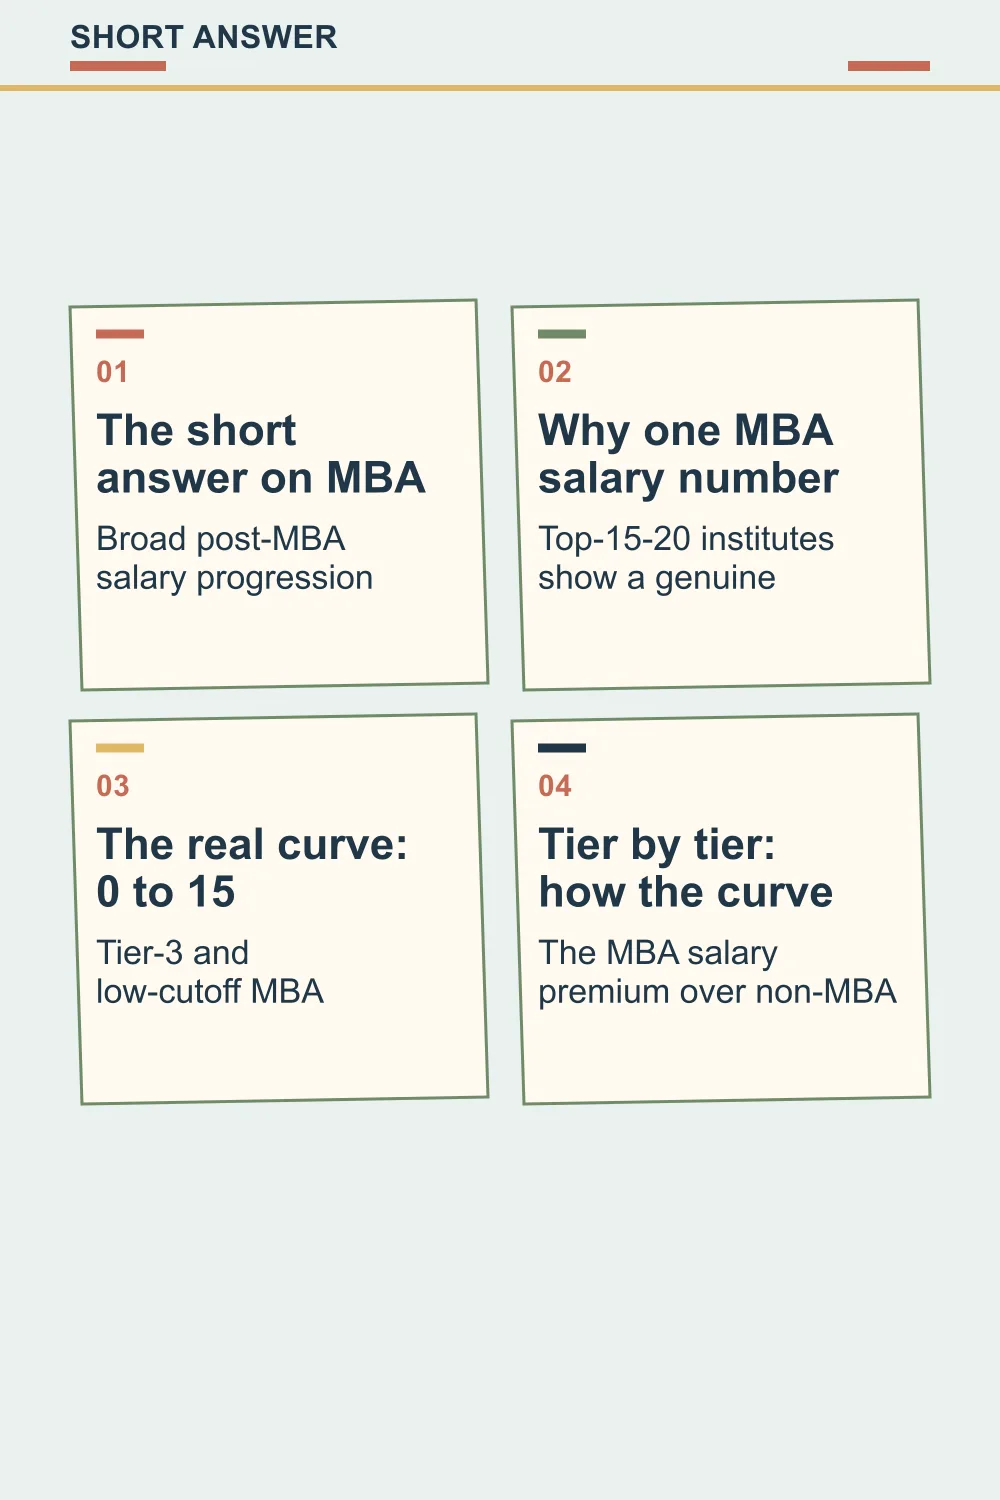 SHORT ANSWER
01
The short
answer on MBA
Broad post-MBA
salary progression
02
Why one MBA
salary number
Top-15-20 institutes
show a genuine
03
The real curve:
0 to 15
Tier-3 and
low-cutoff MBA
04
Tier by tier:
how the curve
The MBA salary
premium over non-MBA